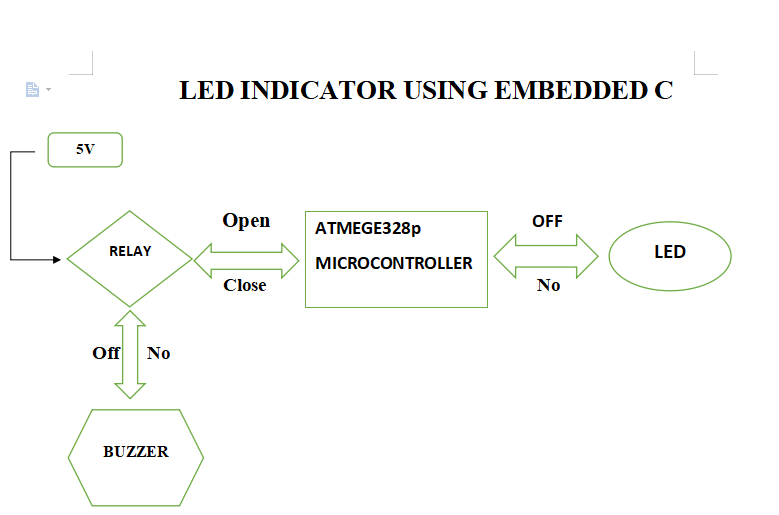 LED INDICATOR USING EMBEDDED C
5V
Open
OFF
ATMEGE328p
RELAY
LED
MICROCONTROLLER
Close
No
Off No
BUZZER